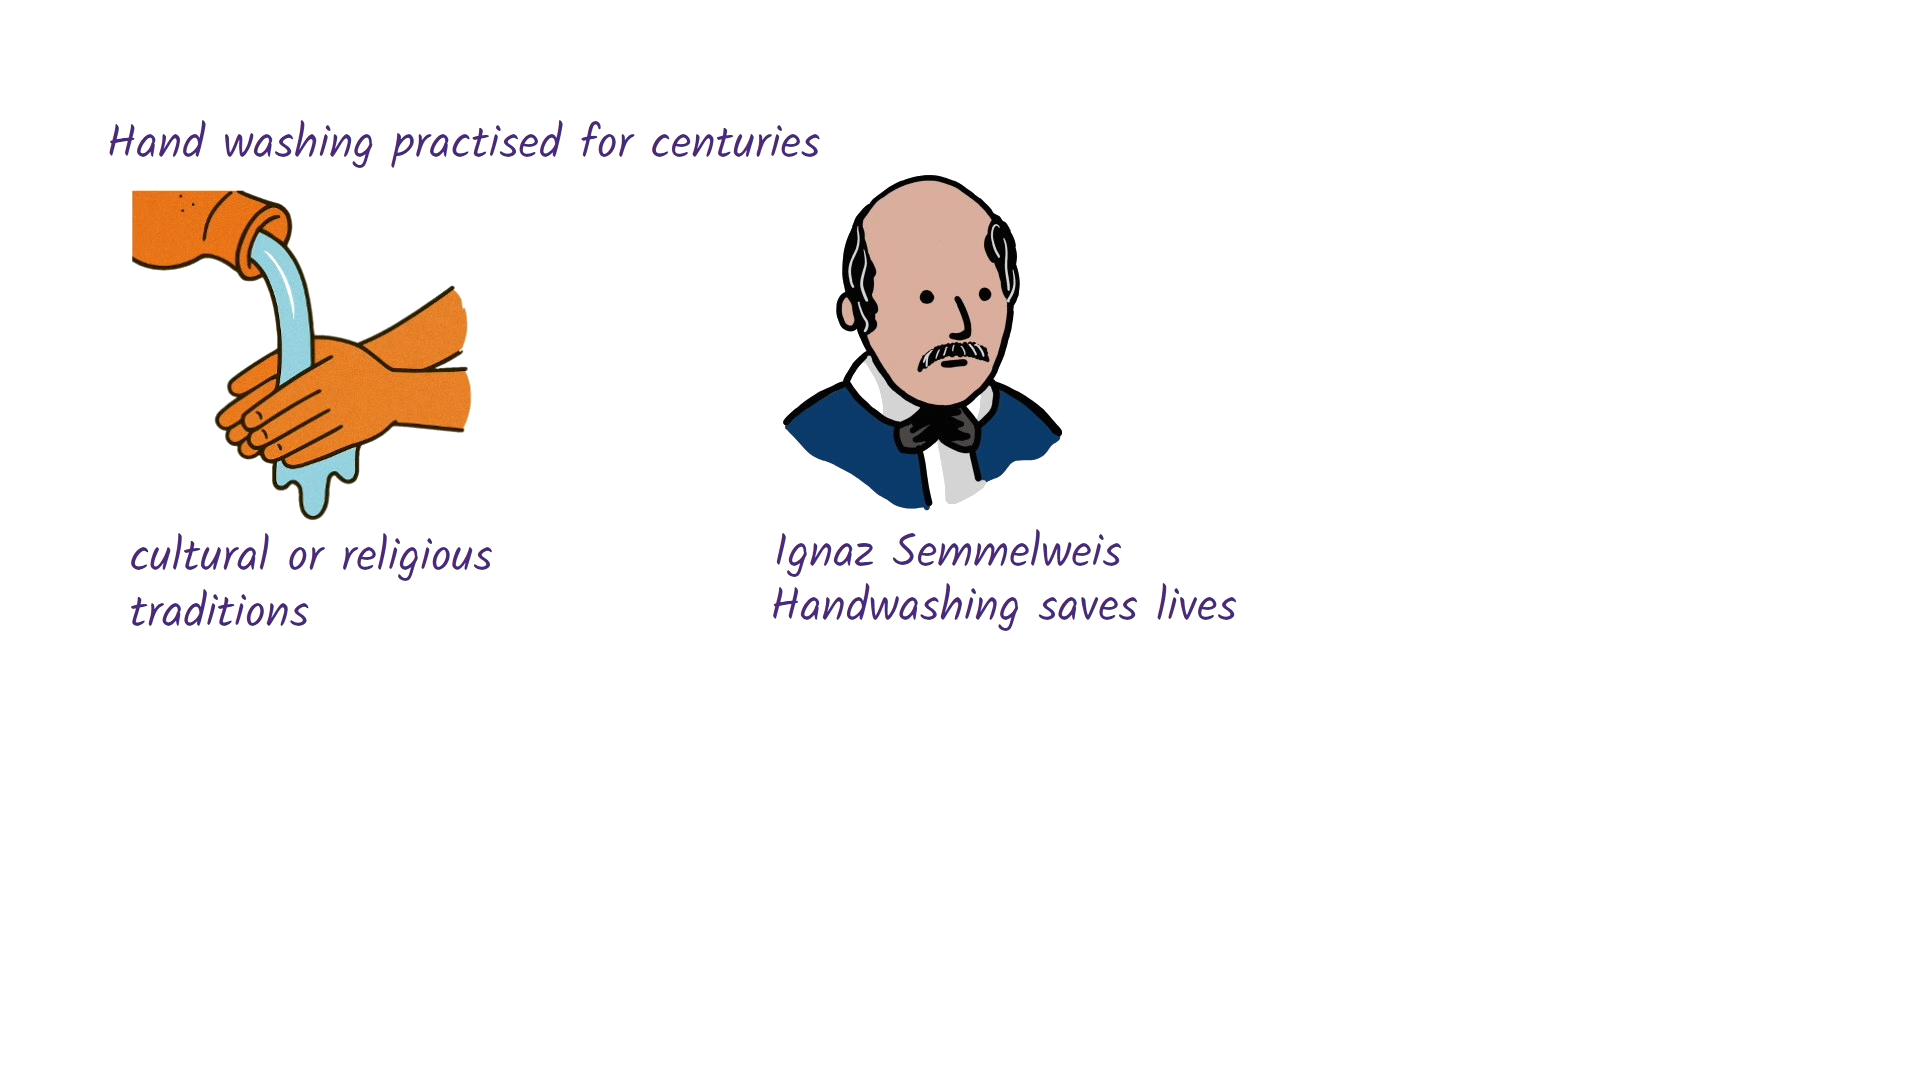 Hand washing practised for centuries
cultural or religious
traditions
Ignaz Semmelweis
Handwashing saves lives